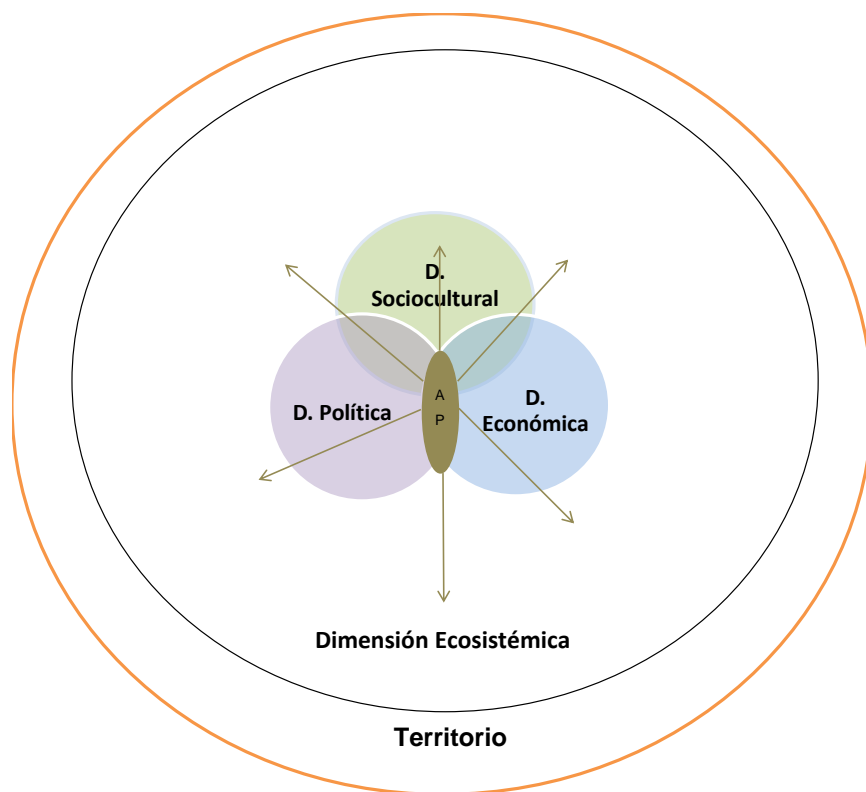 D.
Sociocultural
A
P
D. Política
D.
Económica
Dimensión Ecosistémica
Territorio